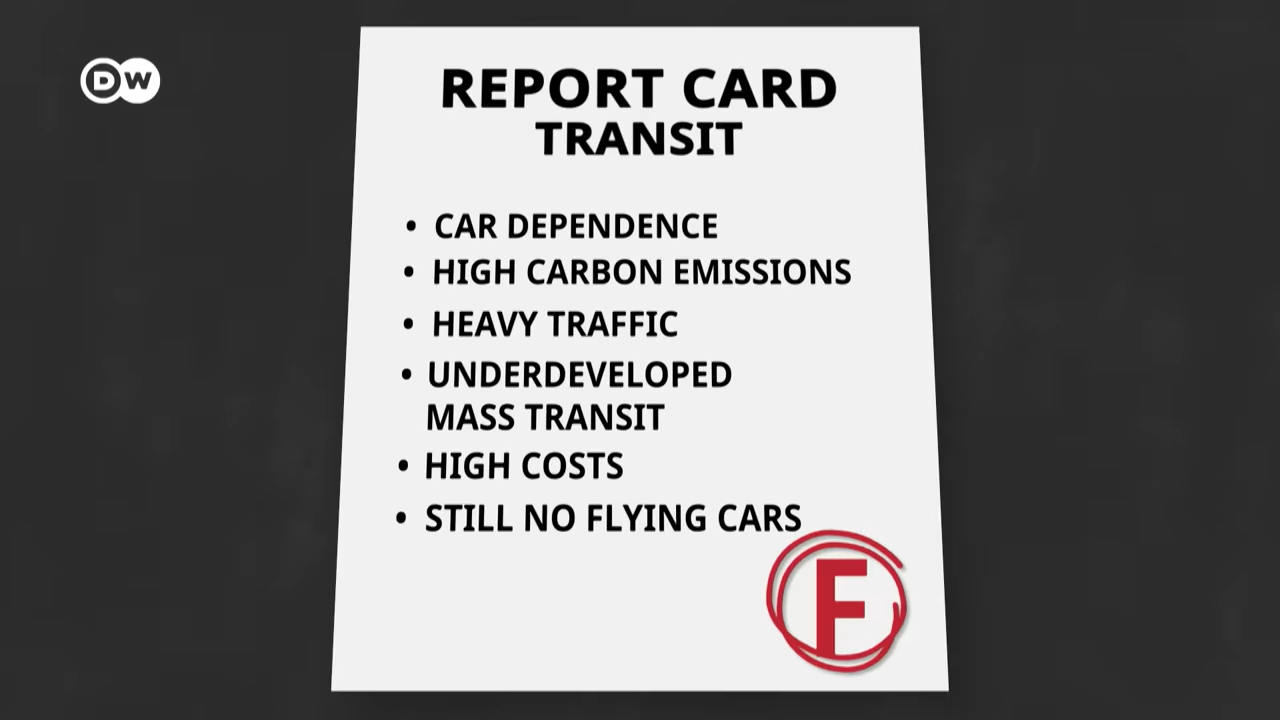 DW
REPORT CARD
TRANSIT
• CAR DEPENDENCE
• HIGH CARBON EMISSIONS
• HEAVY TRAFFIC
• UNDERDEVELOPED
MASS TRANSIT
• HIGH COSTS
• STILL NO FLYING CARS
F